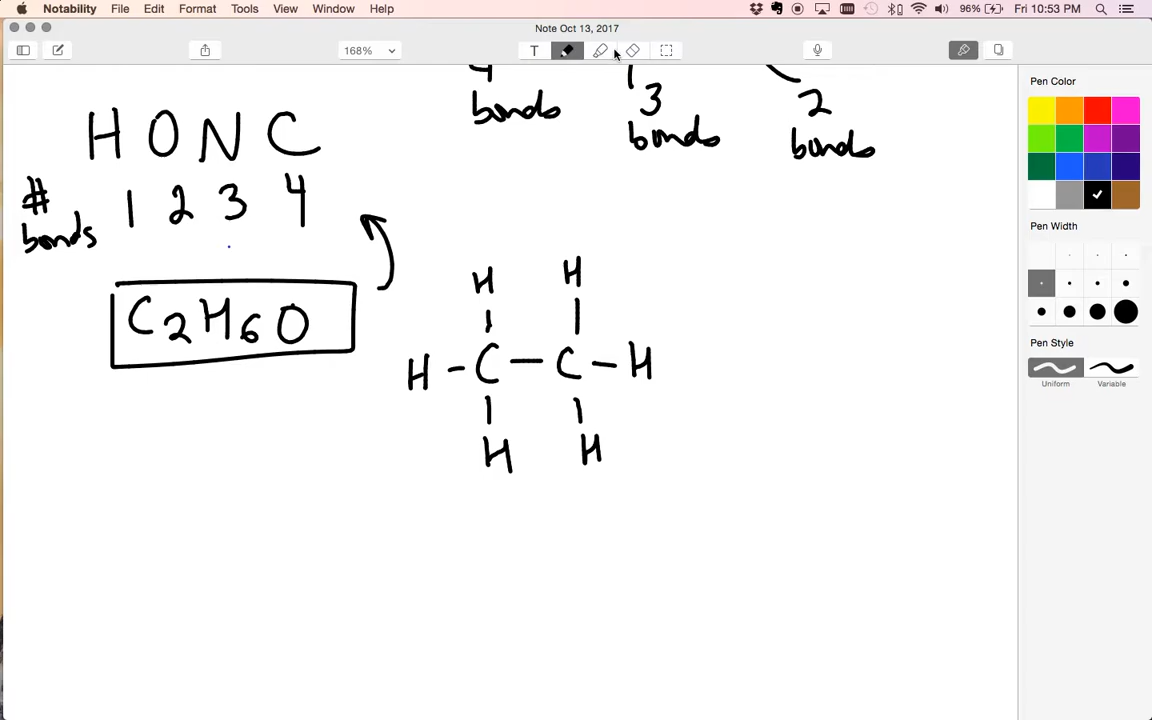 Notability File Edit Format Tools View Window Help 96% Fri 10:53 PM
Note Oct 13, 2017
168% T
Pen Color
Pen Width
Pen Style
Uniform Variable
4 3 2
bonds bonds bonds
H O N C
# bonds 1 2 3 4
C2H6O
H H
H - C - C - H
H H